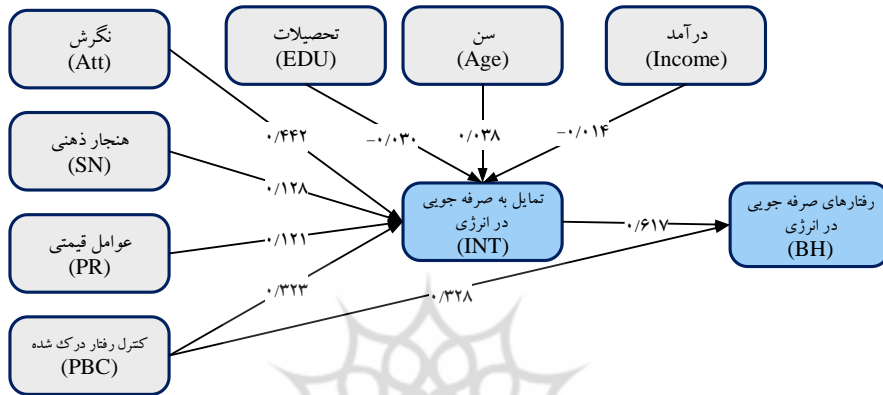 نگرش
(Att)
تحصیلات
(EDU)
سن
(Age)
درآمد
(Income)
۰/۴۴۲
−۰/۰۳۰
۰/۰۳۸
−۰/۰۱۴
هنجار ذهنی
(SN)
۰/۱۲۸
تمایل به صرفه جویی
در انرژی
(INT)
۰/۶۱۷
رفتارهای صرفه جویی
در انرژی
(BH)
عوامل قیمتی
(PR)
۰/۱۲۱
۰/۳۲۳
۰/۳۲۸
کنترل رفتار درک شده
(PBC)